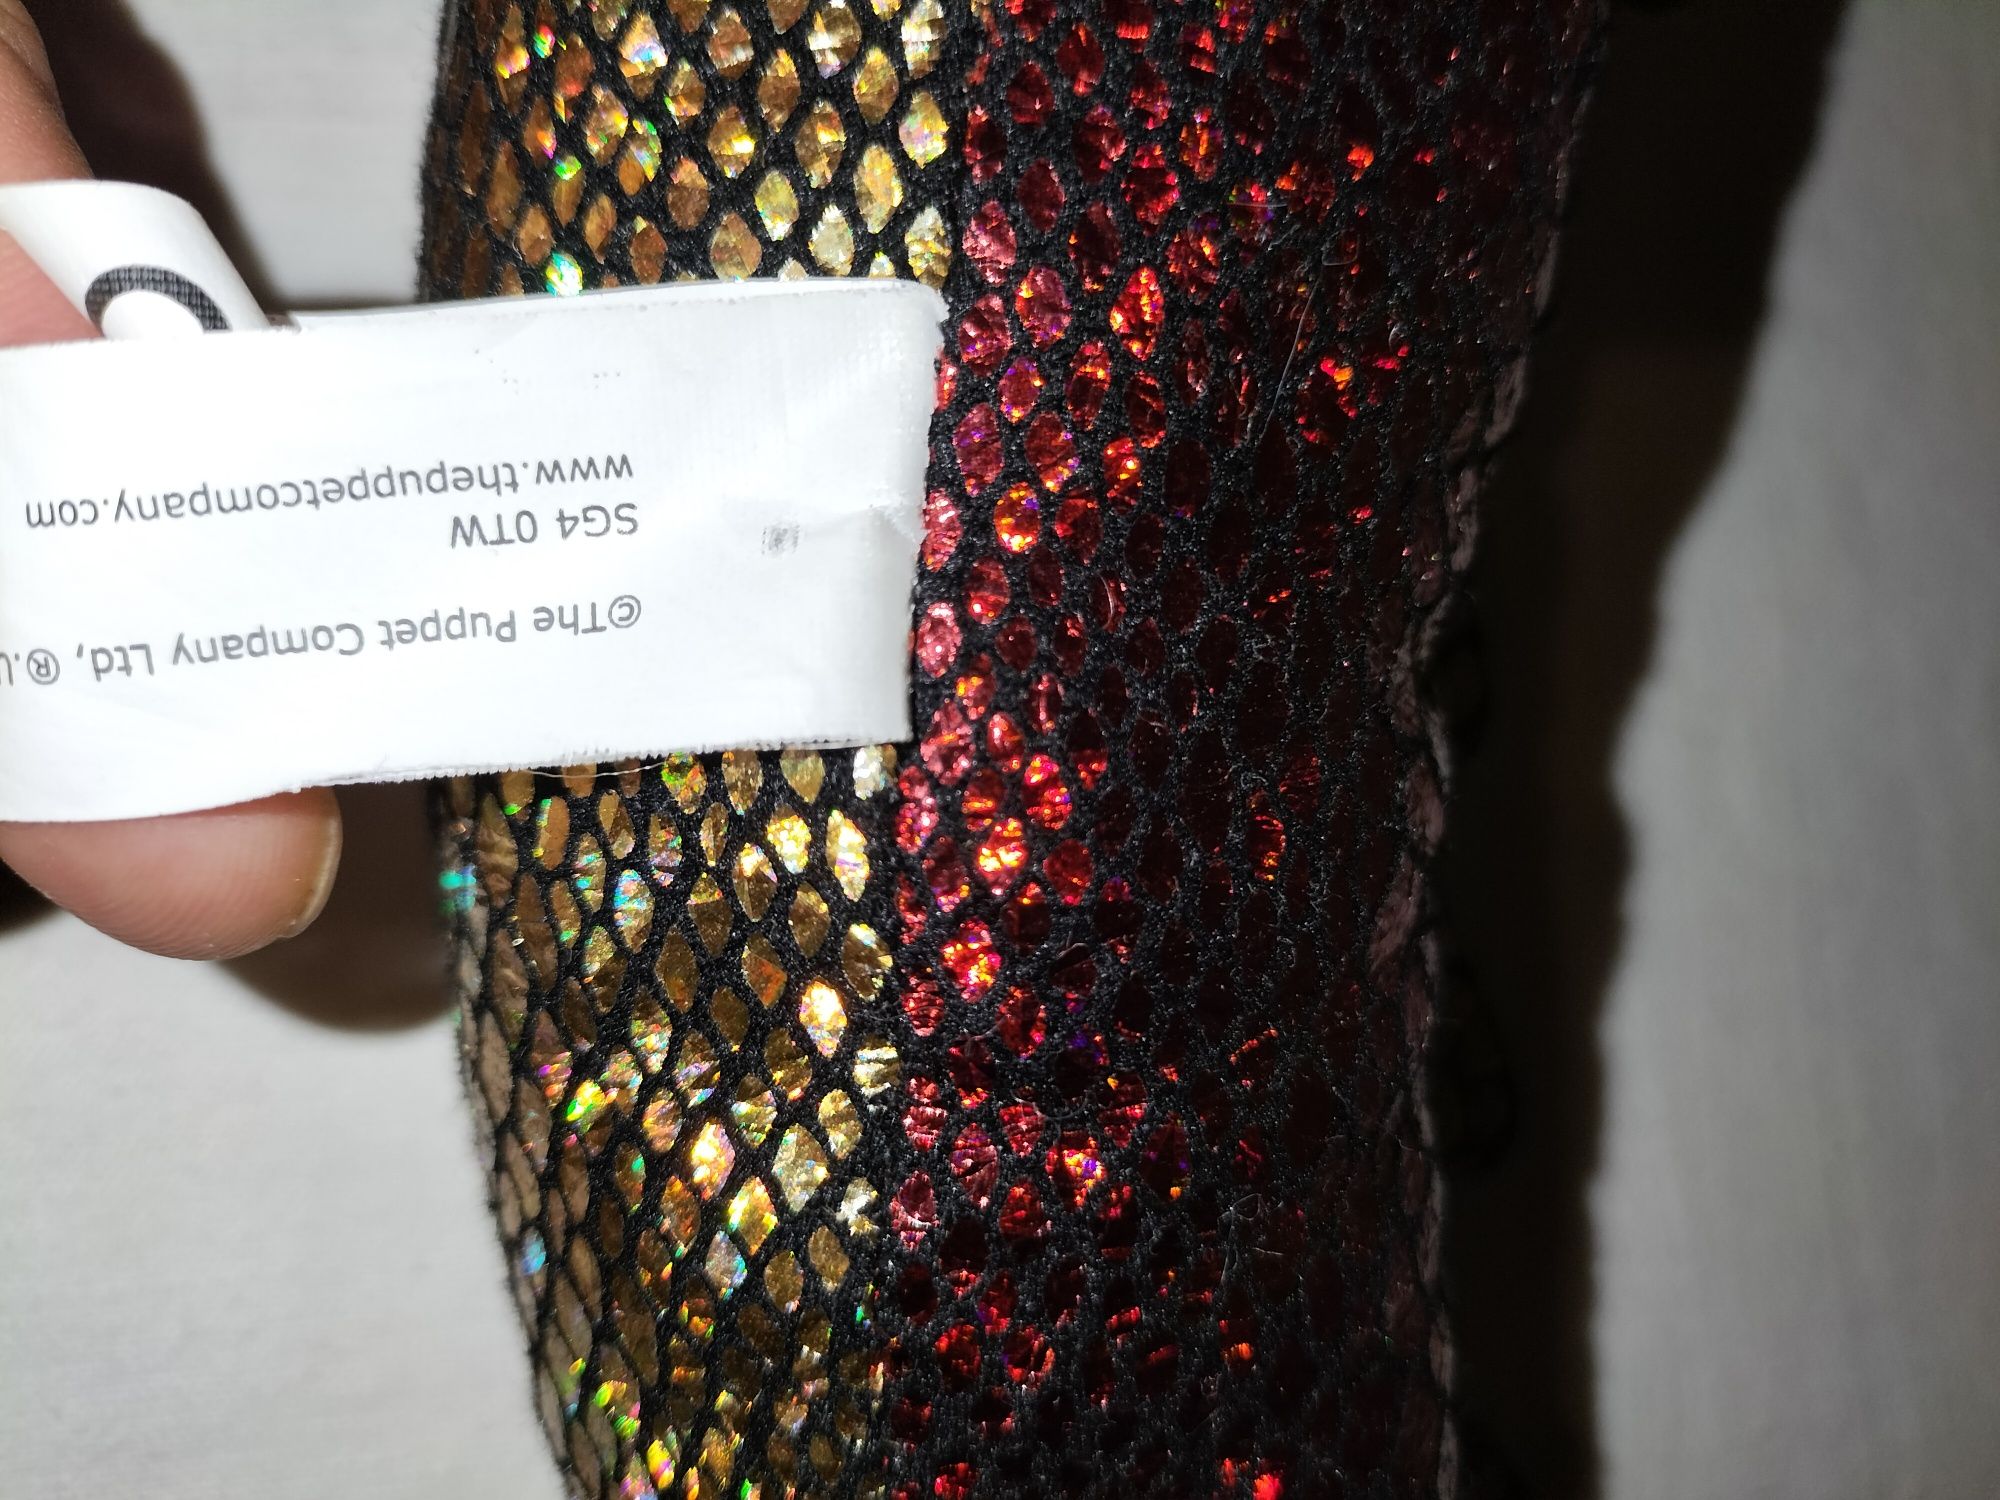 ©The Puppet Company Ltd, ®.
SG4 0TW
www.thepuppetcompany.com